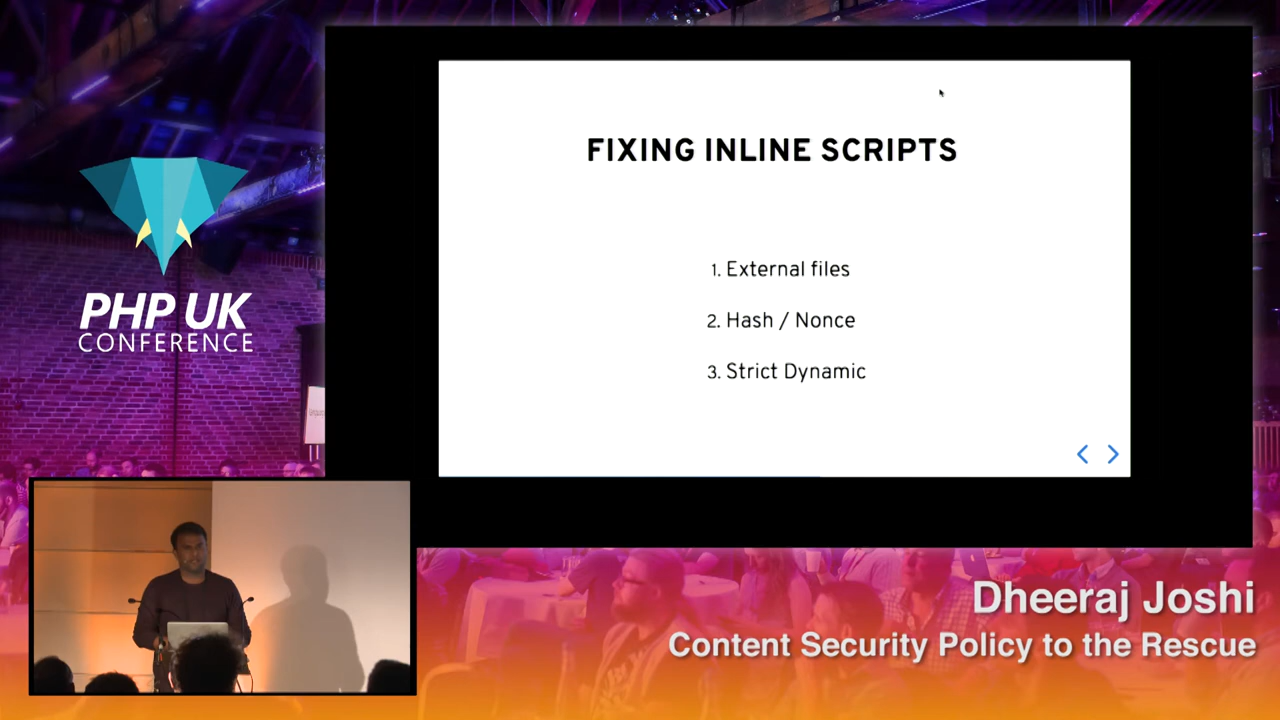 FIXING INLINE SCRIPTS
1. External files
2. Hash / Nonce
3. Strict Dynamic
PHP UK
CONFERENCE
Dheeraj Joshi
Content Security Policy to the Rescue